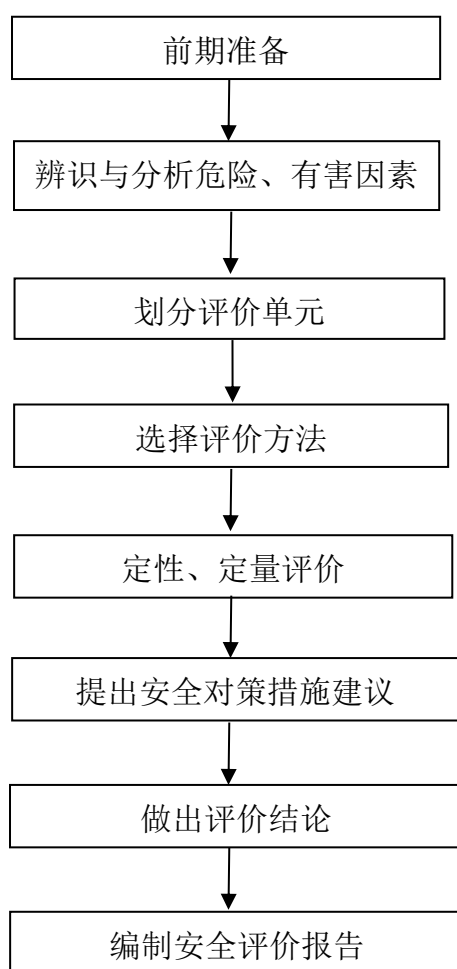 前期准备
辨识与分析危险、有害因素
划分评价单元
选择评价方法
定性、定量评价
提出安全对策措施建议
做出评价结论
编制安全评价报告